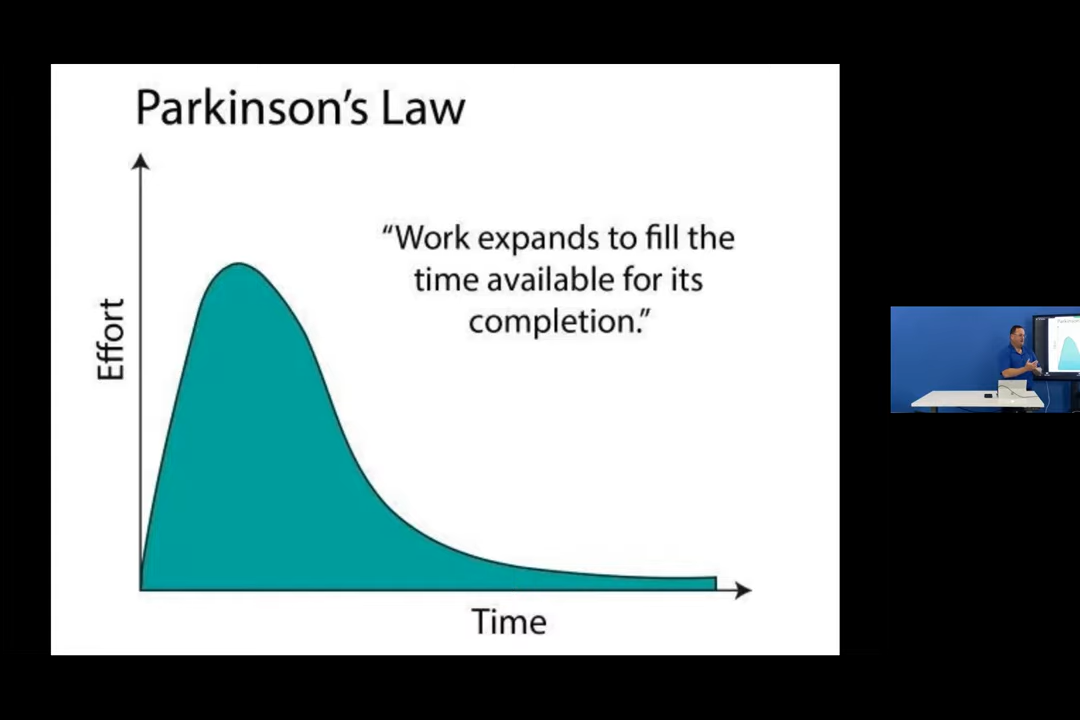 Parkinson's Law
“Work expands to fill the
time available for its
completion.”
Effort
Time